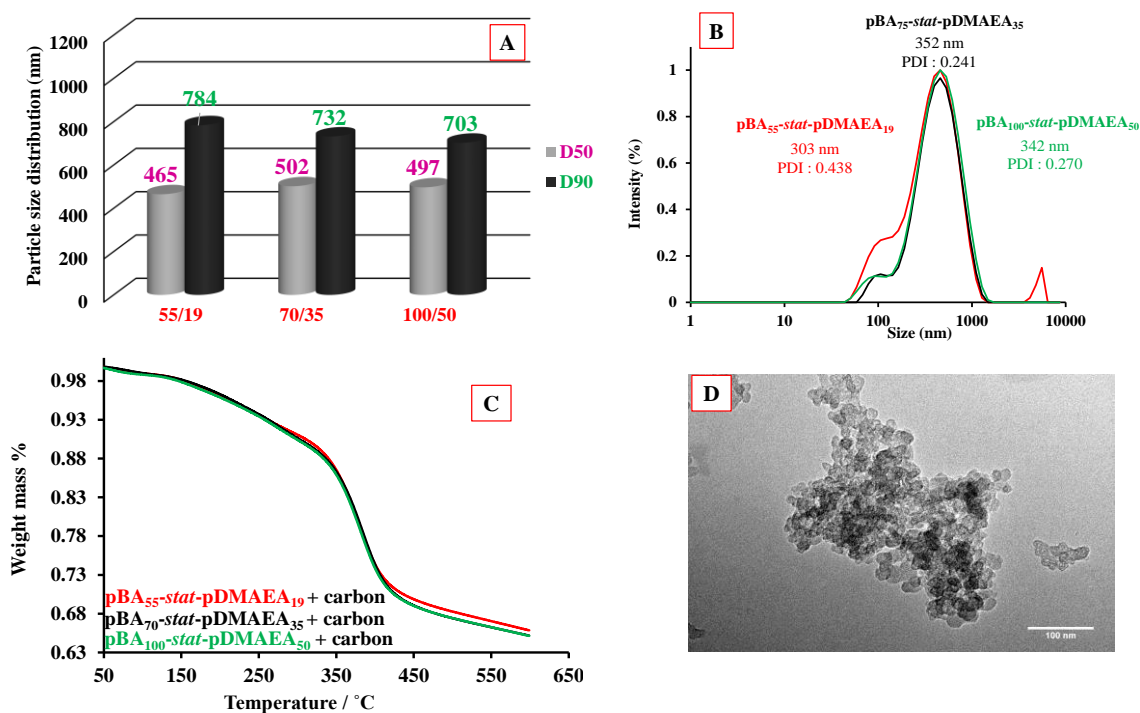 A
Particle size distribution (nm)
1200
1000
800
600
400
200
0
784
732
703
465
502
497
D50
D90
55/19
70/35
100/50
B
pBA75-stat-pDMAEA35
352 nm
PDI : 0.241
pBA55-stat-pDMAEA19
303 nm
PDI : 0.438
pBA100-stat-pDMAEA50
342 nm
PDI : 0.270
Intensity (%)
1
0.8
0.6
0.4
0.2
0
1
10
100
1000
10000
Size (nm)
C
Weight mass %
0.98
0.93
0.88
0.83
0.78
0.73
0.68
0.63
pBA55-stat-pDMAEA19 + carbon
pBA70-stat-pDMAEA35 + carbon
pBA100-stat-pDMAEA50 + carbon
50
150
250
350
450
550
650
Temperature / ˚C
D
100 nm